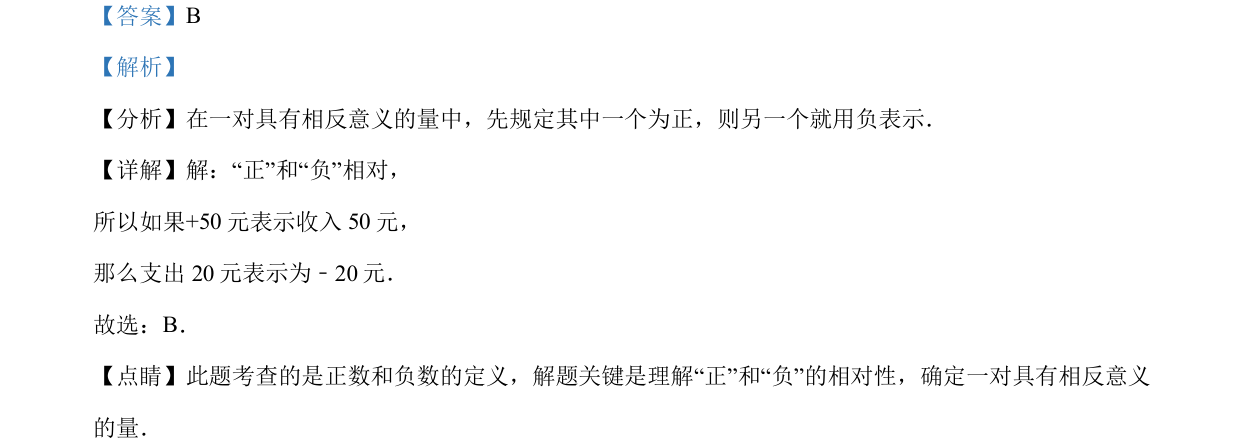 【答案】B
【解析】
【分析】在一对具有相反意义的量中，先规定其中一个为正，则另一个就用负表示．
【详解】解：“正”和“负”相对，
所以如果+50 元表示收入 50 元，
那么支出 20 元表示为﹣20 元．
故选：B．
【点睛】此题考查的是正数和负数的定义，解题关键是理解“正”和“负”的相对性，确定一对具有相反意义
的量．